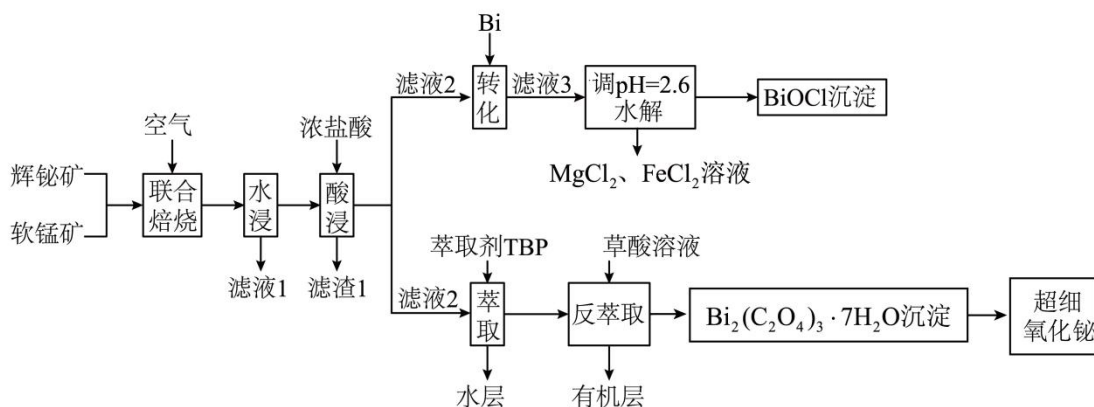 Bi
滤液2
转化
滤液3
调pH=2.6
水解
BiOCl沉淀
MgCl₂、FeCl₂溶液
空气
浓盐酸
辉铋矿
软锰矿
联合
焙烧
水浸
酸浸
滤液1
滤渣1
萃取剂TBP
草酸溶液
滤液2
萃取
反萃取
Bi₂(C₂O₄)₃·7H₂O沉淀
超细
氧化铋
水层
有机层